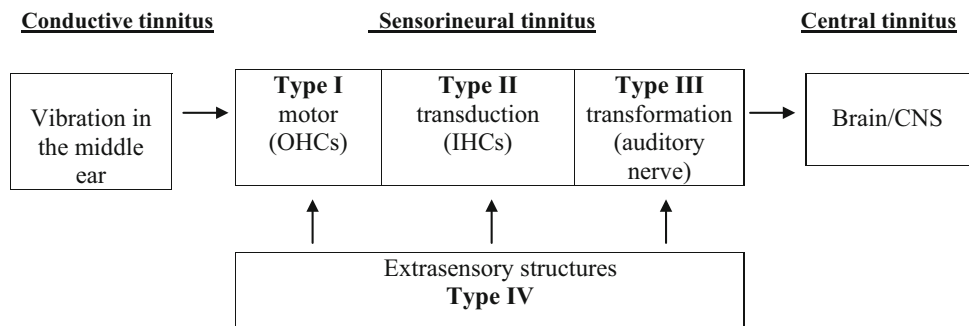 Conductive tinnitus
Sensorineural tinnitus
Central tinnitus
Vibration in
the middle
ear
Type I
motor
(OHCs)
Type II
transduction
(IHCs)
Type III
transformation
(auditory
nerve)
Brain/CNS
Extrasensory structures
Type IV